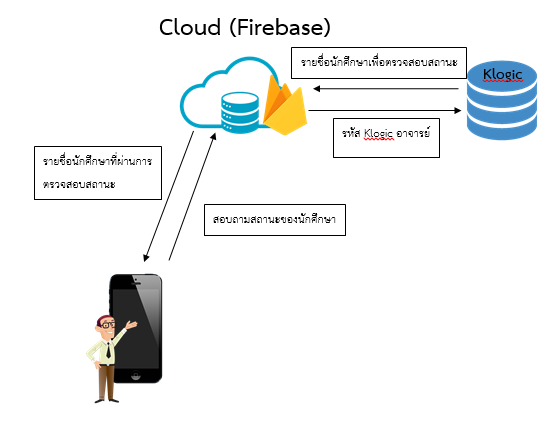 Cloud (Firebase)
รายชื่อนักศึกษาเพื่อตรวจสอบสถานะ
Klogic
รหัส Klogic อาจารย์
รายชื่อนักศึกษาที่ผ่านการ
ตรวจสอบสถานะ
สอบถามสถานะของนักศึกษา